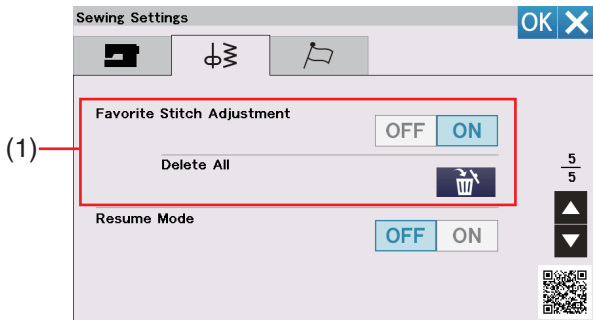 Sewing Settings
OK
Favorite Stitch Adjustment
OFF ON
(1)
Delete All
5
5
Resume Mode
OFF ON